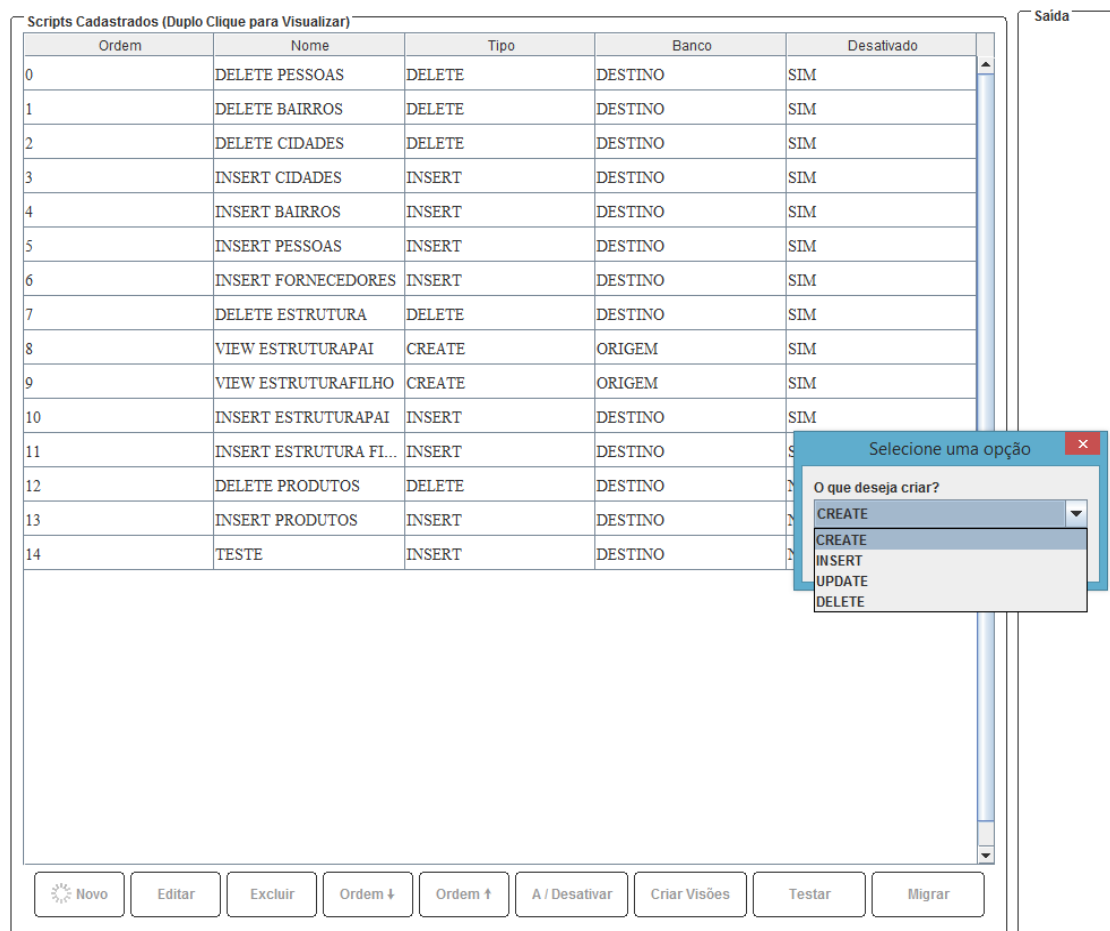 Scripts Cadastrados (Duplo Clique para Visualizar)
Saída
Ordem Nome Tipo Banco Desativado
0 DELETE PESSOAS DELETE DESTINO SIM
1 DELETE BAIRROS DELETE DESTINO SIM
2 DELETE CIDADES DELETE DESTINO SIM
3 INSERT CIDADES INSERT DESTINO SIM
4 INSERT BAIRROS INSERT DESTINO SIM
5 INSERT PESSOAS INSERT DESTINO SIM
6 INSERT FORNECEDORES INSERT DESTINO SIM
7 DELETE ESTRUTURA DELETE DESTINO SIM
8 VIEW ESTRUTURAPAI CREATE ORIGEM SIM
9 VIEW ESTRUTURAFILHO CREATE ORIGEM SIM
10 INSERT ESTRUTURAPAI INSERT DESTINO SIM
11 INSERT ESTRUTURA FI... INSERT DESTINO
12 DELETE PRODUTOS DELETE DESTINO
13 INSERT PRODUTOS INSERT DESTINO
14 TESTE INSERT DESTINO
Selecione uma opção
O que deseja criar?
CREATE
CREATE
INSERT
UPDATE
DELETE
Novo Editar Excluir Ordem ↓ Ordem ↑ A / Desativar Criar Visões Testar Migrar